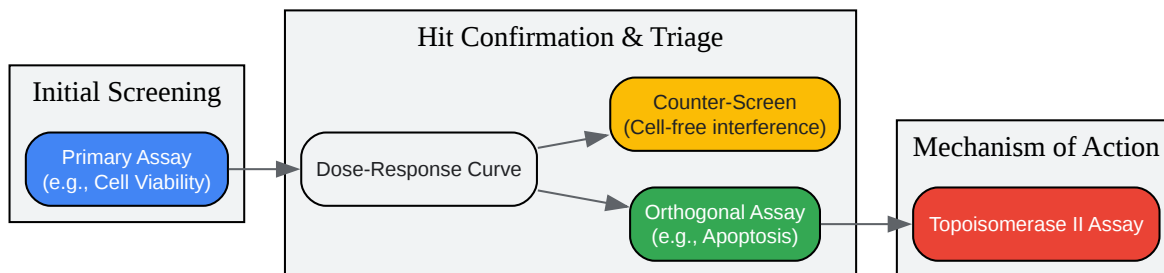 Hit Confirmation & Triage
Initial Screening
Primary Assay
(e.g., Cell Viability)
Dose-Response Curve
Counter-Screen
(Cell-free interference)
Orthogonal Assay
(e.g., Apoptosis)
Mechanism of Action
Topoisomerase II Assay